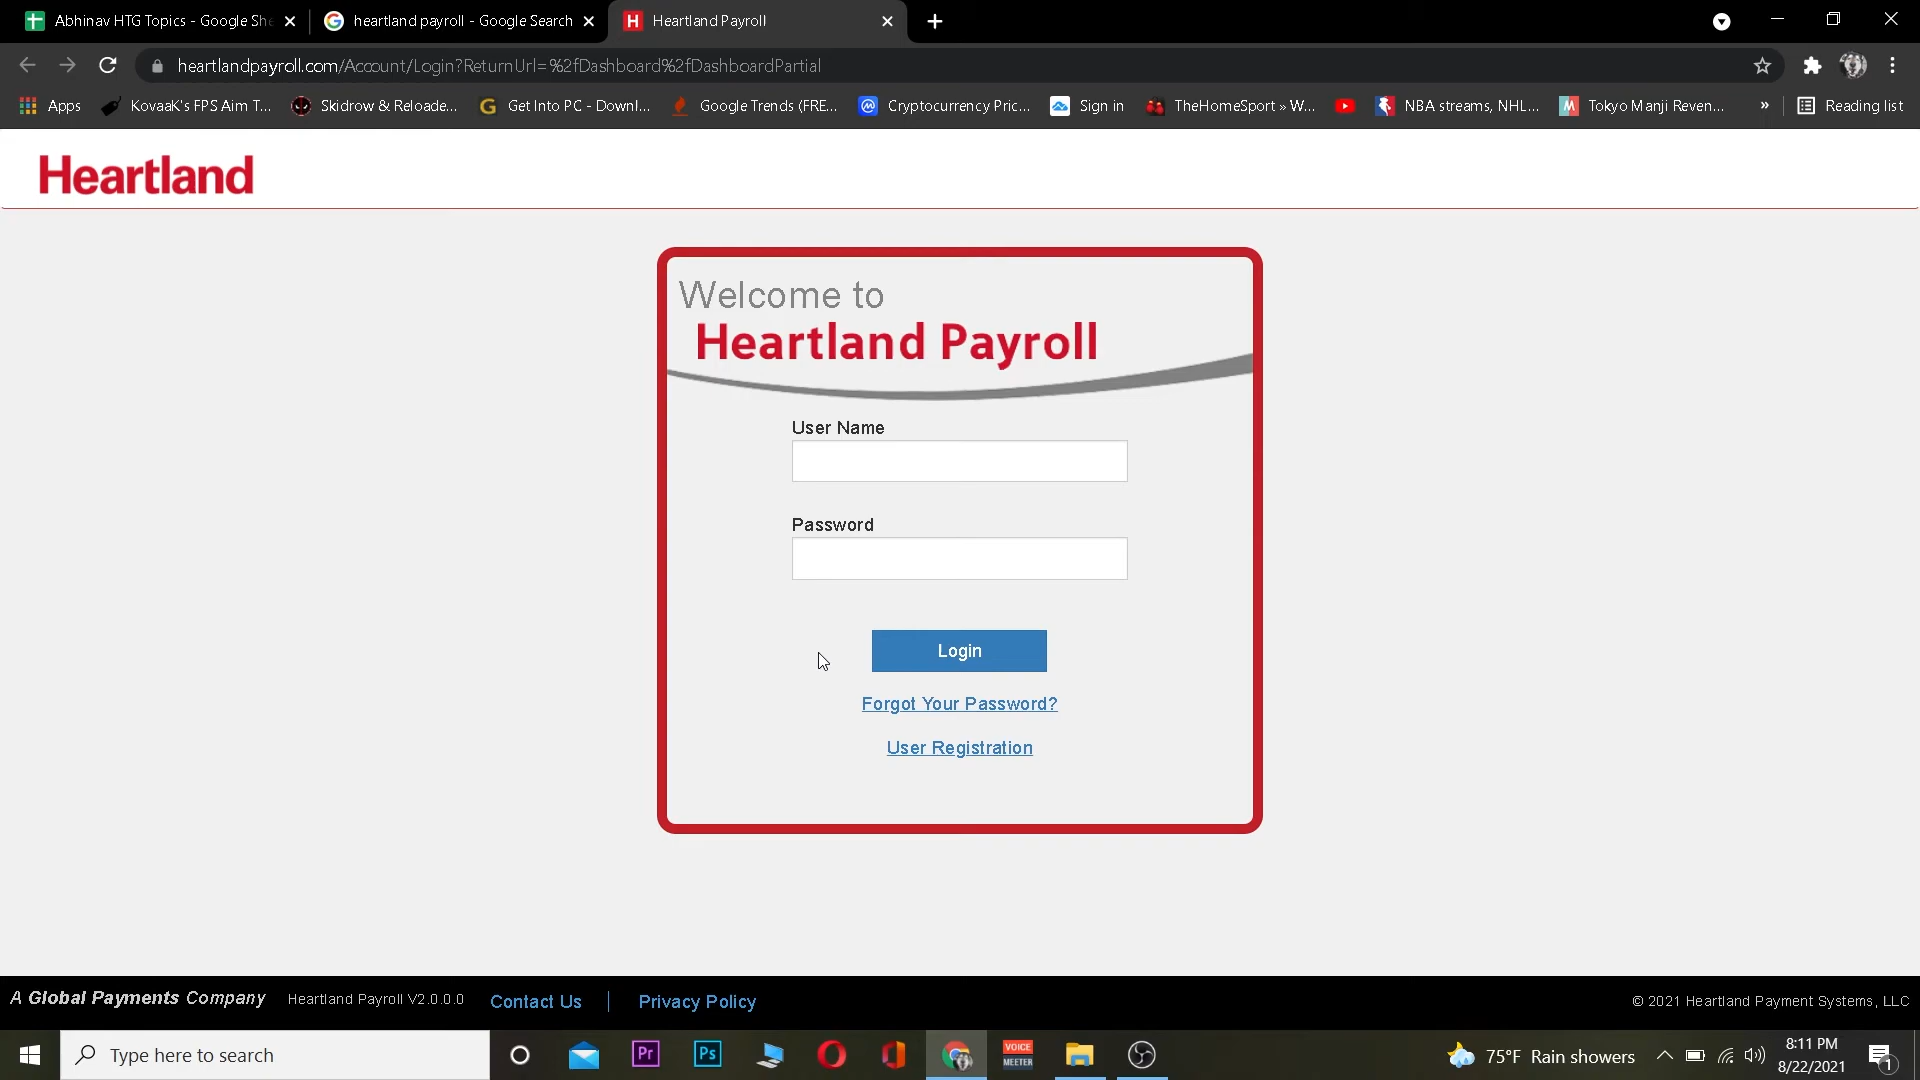 Abhinav HTG Topics - Google She
heartland payroll - Google Search
H
Heartland Payroll
heartlandpayroll.com/Account/Login?ReturnUrl=%2fDashboard%2fDashboardPartial
Apps
KovaaK's FPS Aim T...
Skidrow & Reloade...
G
Get Into PC - Downl...
Google Trends (FRE...
Cryptocurrency Pric...
Sign in
TheHomeSport » W...
NBA streams, NHL...
M
Tokyo Manji Reven...
»
Reading list
Heartland
Welcome to
Heartland Payroll
User Name
Password
Login
Forgot Your Password?
User Registration
A Global Payments Company
Heartland Payroll V2.0.0.0
Contact Us
|
Privacy Policy
© 2021 Heartland Payment Systems, LLC
Type here to search
Pr
Ps
VOICE
MEETER
75°F Rain showers
8:11 PM
8/22/2021
1